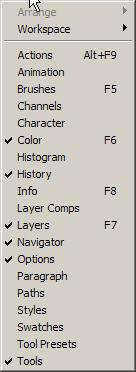 Arrange
Workspace
Actions Alt+F9
Animation
Brushes F5
Channels
Character
Color F6
Histogram
History
Info F8
Layer Comps
Layers F7
Navigator
Options
Paragraph
Paths
Styles
Swatches
Tool Presets
Tools